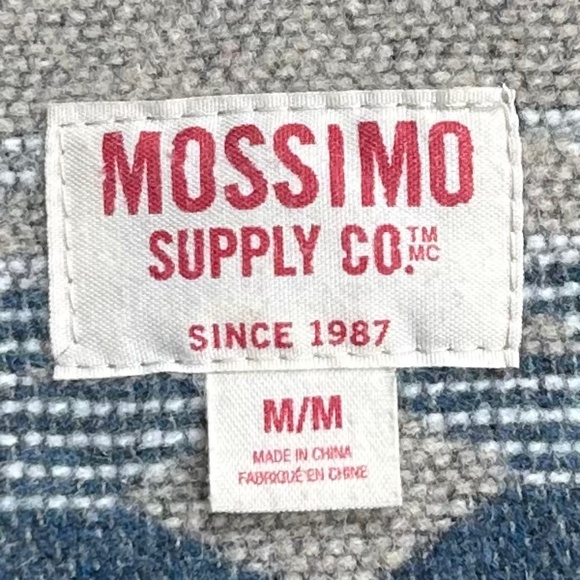 MOSSIMO
SUPPLY CO.™ MC
SINCE 1987
M/M
MADE IN CHINA
FABRIQUÉ EN CHINE